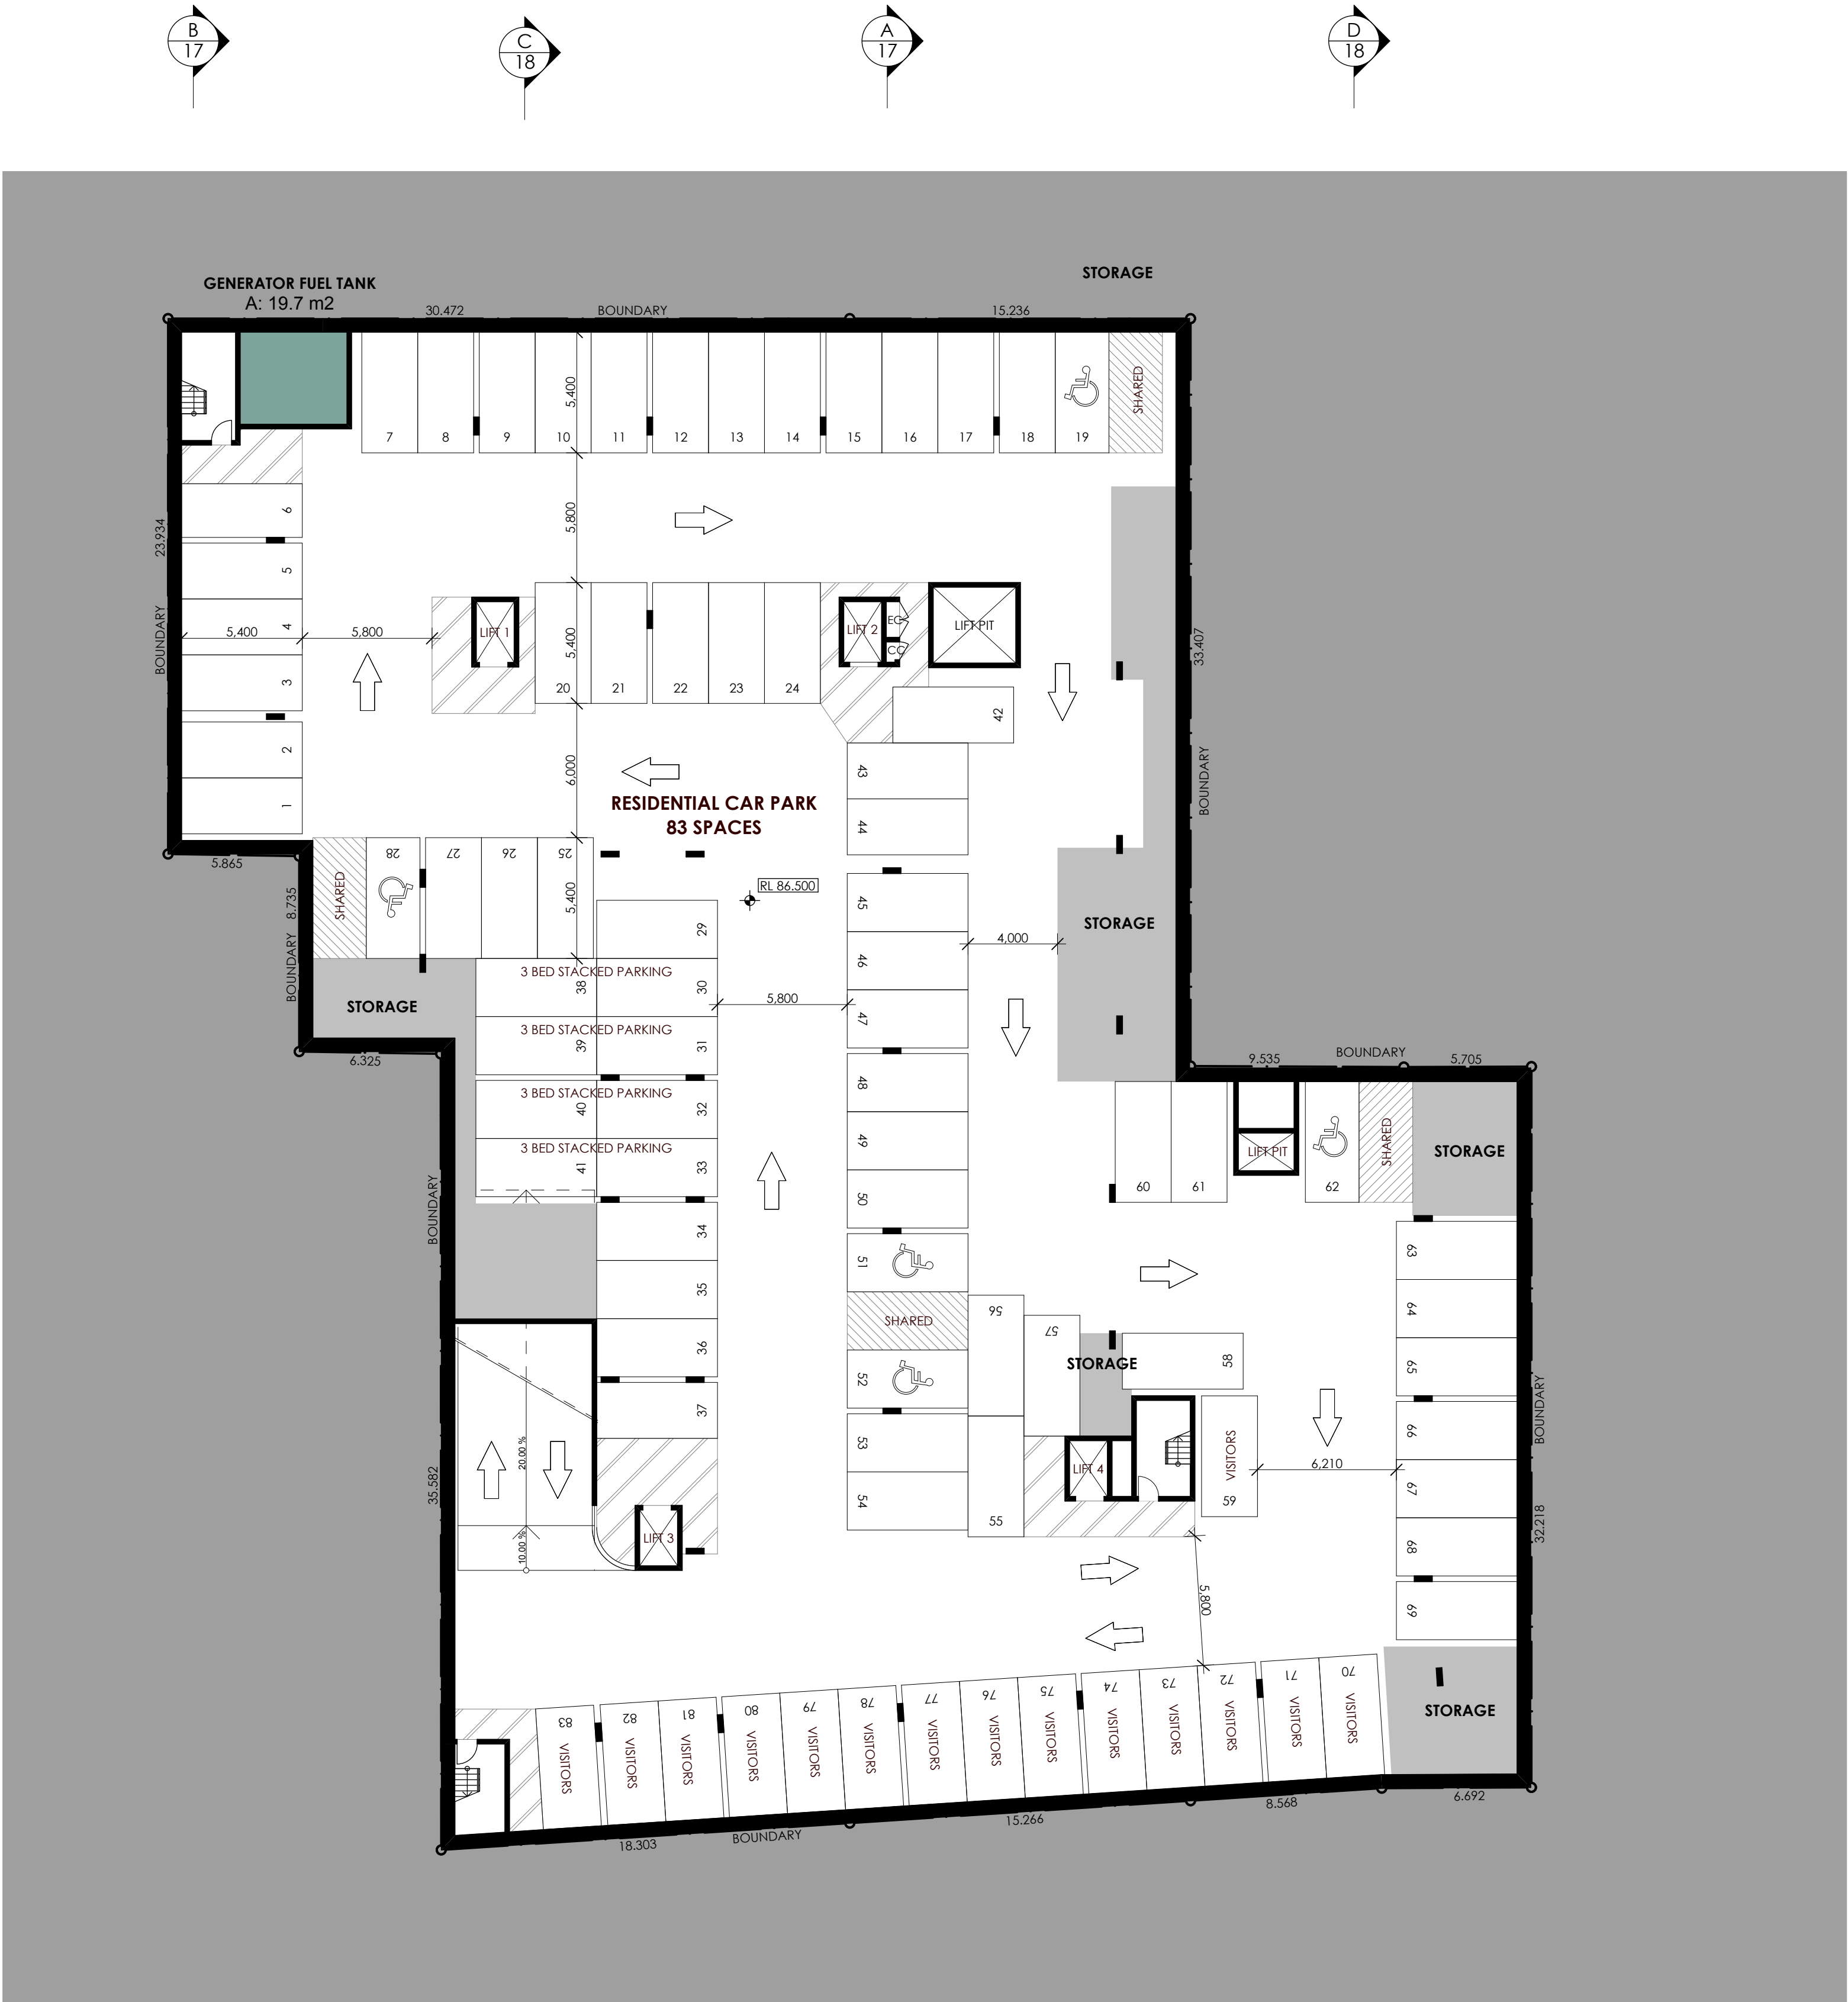 B
17
C
18
A
17
D
18
GENERATOR FUEL TANK
A: 19.7 m2
STORAGE
30.472
BOUNDARY
15.236
5,400
SHARED
7
8
9
10
11
12
13
14
15
16
17
18
19
6
5
4
3
2
1
23.934
BOUNDARY
5,800
5,400
5,800
LIFT 1
5,400
20
21
22
23
24
LIFT 2
EC
CC
LIFT PIT
42
33.407
BOUNDARY
6,000
RESIDENTIAL CAR PARK
83 SPACES
43
44
5.865
8.735
BOUNDARY
SHARED
28
27
26
25
5,400
RL 86.500
29
45
STORAGE
4,000
46
3 BED STACKED PARKING
38
30
5,800
47
STORAGE
3 BED STACKED PARKING
39
31
6.325
9.535
BOUNDARY
5.705
3 BED STACKED PARKING
40
32
48
3 BED STACKED PARKING
41
33
49
LIFT PIT
SHARED
STORAGE
60
61
62
50
BOUNDARY
34
35
36
37
51
SHARED
52
53
54
56
57
STORAGE
58
55
LIFT 4
VISITORS
59
6,210
63
64
65
66
67
68
69
BOUNDARY
32.218
35.582
20.00 %
10.00 %
LIFT 3
5,800
83 VISITORS
82 VISITORS
81 VISITORS
80 VISITORS
79 VISITORS
78 VISITORS
77 VISITORS
76 VISITORS
75 VISITORS
74 VISITORS
73 VISITORS
72 VISITORS
71 VISITORS
70 VISITORS
STORAGE
18.303
BOUNDARY
15.266
8.568
6.692